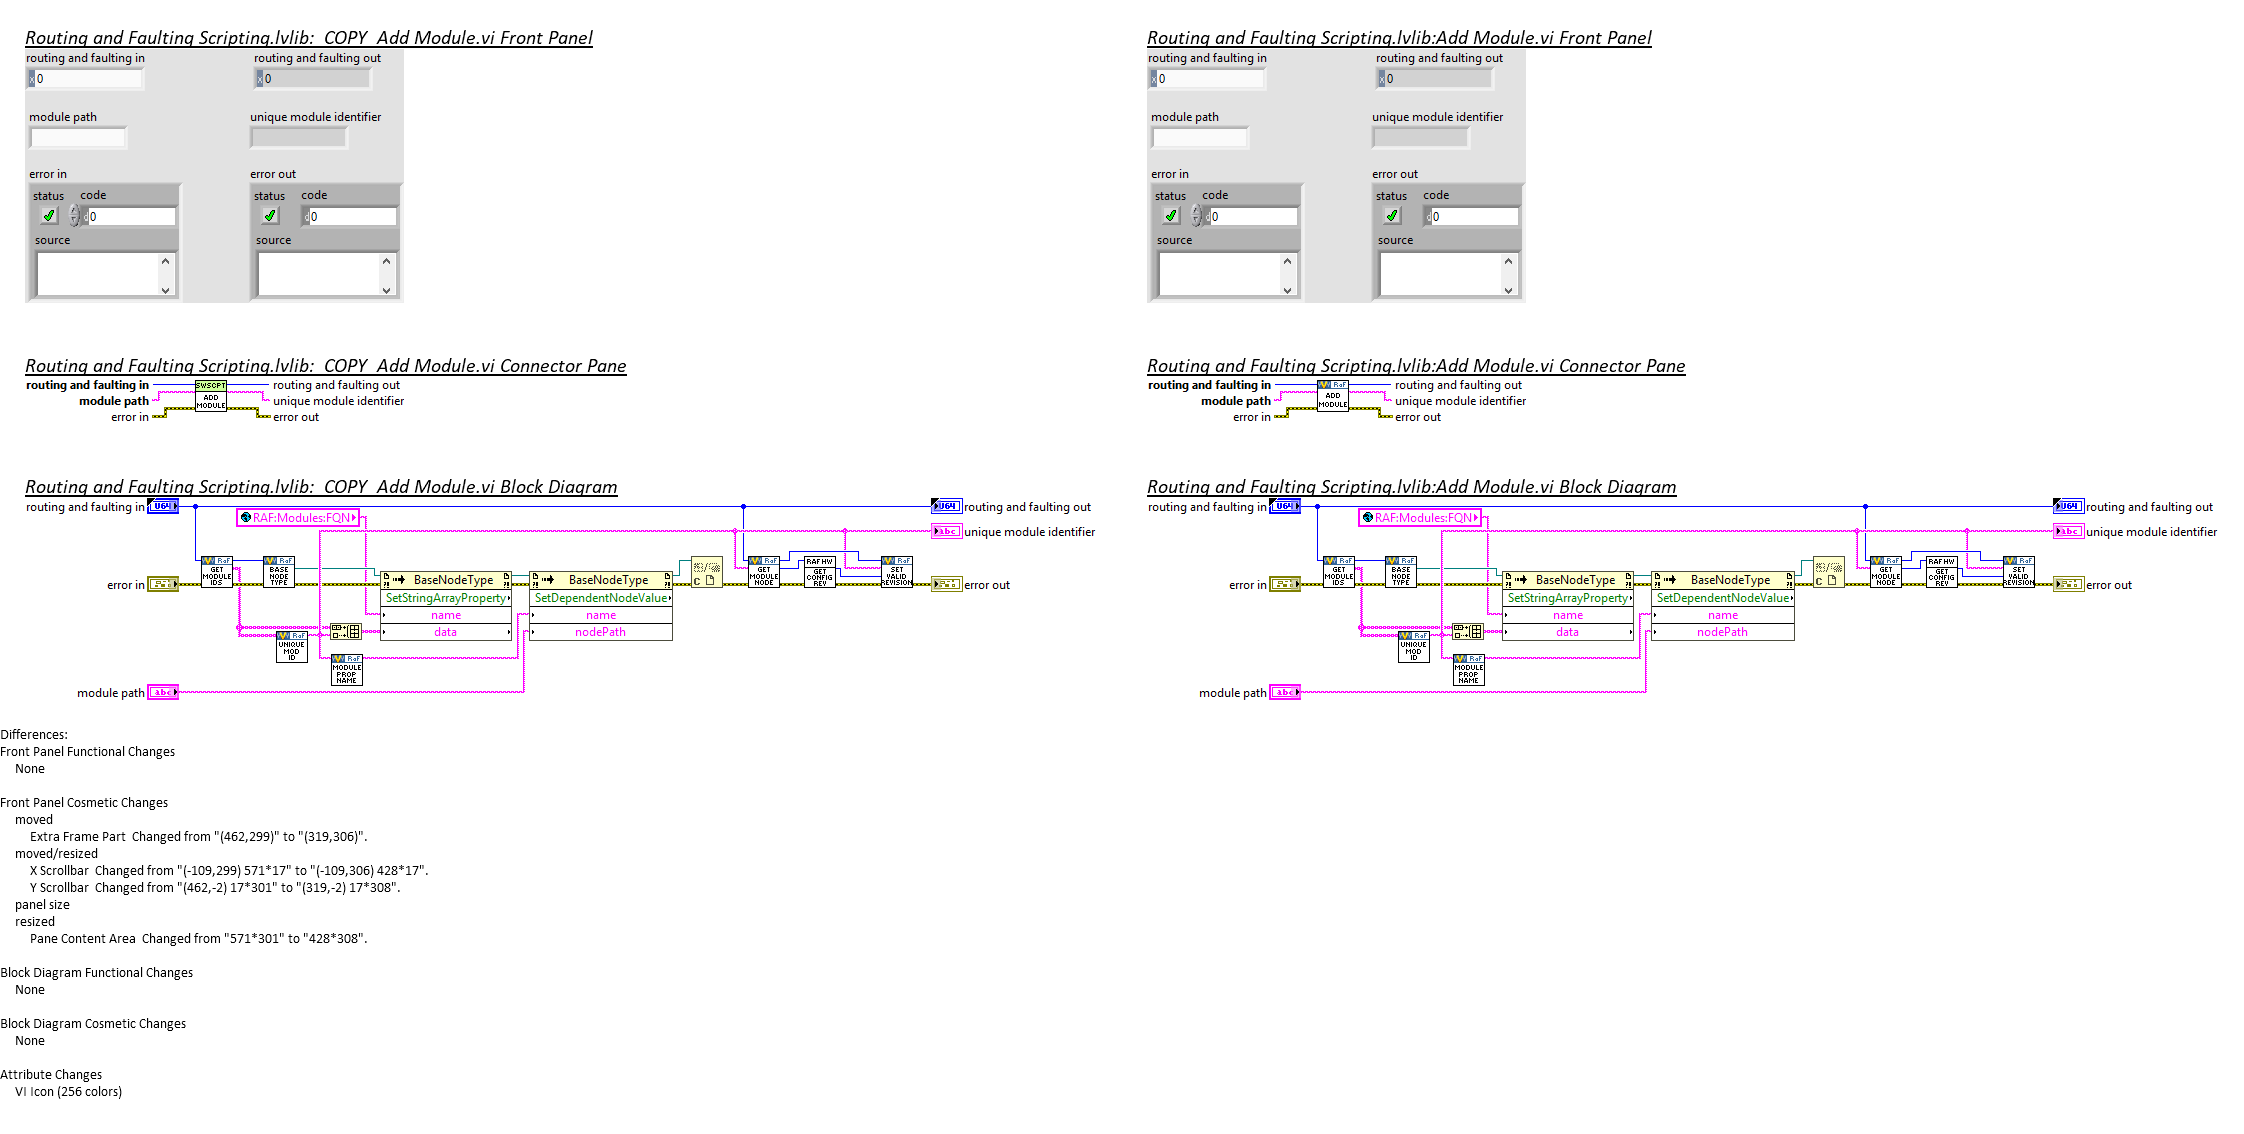 Routing and Faulting Scripting.lvlib:  COPY  Add Module.vi Front Panel
routing and faulting in
routing and faulting out
x 0
x 0
module path
unique module identifier
error in
error out
status
code
status
code
d 0
d 0
source
source
Routing and Faulting Scripting.lvlib:Add Module.vi Front Panel
routing and faulting in
routing and faulting out
x 0
x 0
module path
unique module identifier
error in
error out
status
code
status
code
d 0
d 0
source
source
Routing and Faulting Scripting.lvlib:  COPY  Add Module.vi Connector Pane
routing and faulting in
SWSCPT
ADD
MODULE
routing and faulting out
module path
unique module identifier
error in
error out
Routing and Faulting Scripting.lvlib:Add Module.vi Connector Pane
routing and faulting in
RaF
ADD
MODULE
routing and faulting out
module path
unique module identifier
error in
error out
Routing and Faulting Scripting.lvlib:  COPY  Add Module.vi Block Diagram
routing and faulting in
U64
U64
routing and faulting out
RAF:Modules:FQN
abc
unique module identifier
RaF
GET
MODULE
IDS
RaF
BASE
NODE
TYPE
error in
BaseNodeType
SetStringArrayProperty
name
data
BaseNodeType
SetDependentNodeValue
name
nodePath
C
RaF
GET
MODULE
NODE
RAF HW
GET
CONFIG
REV
RaF
SET
VALID
REVISION
error out
RaF
UNIQUE
MOD
ID
RaF
MODULE
PROP
NAME
module path
abc
Routing and Faulting Scripting.lvlib:Add Module.vi Block Diagram
routing and faulting in
U64
U64
routing and faulting out
RAF:Modules:FQN
abc
unique module identifier
RaF
GET
MODULE
IDS
RaF
BASE
NODE
TYPE
error in
BaseNodeType
SetStringArrayProperty
name
data
BaseNodeType
SetDependentNodeValue
name
nodePath
C
RaF
GET
MODULE
NODE
RAF HW
GET
CONFIG
REV
RaF
SET
VALID
REVISION
error out
RaF
UNIQUE
MOD
ID
RaF
MODULE
PROP
NAME
module path
abc
Differences:
Front Panel Functional Changes
None
Front Panel Cosmetic Changes
moved
Extra Frame Part  Changed from "(462,299)" to "(319,306)".
moved/resized
X Scrollbar  Changed from "(-109,299) 571*17" to "(-109,306) 428*17".
Y Scrollbar  Changed from "(462,-2) 17*301" to "(319,-2) 17*308".
panel size
resized
Pane Content Area  Changed from "571*301" to "428*308".
Block Diagram Functional Changes
None
Block Diagram Cosmetic Changes
None
Attribute Changes
VI Icon (256 colors)